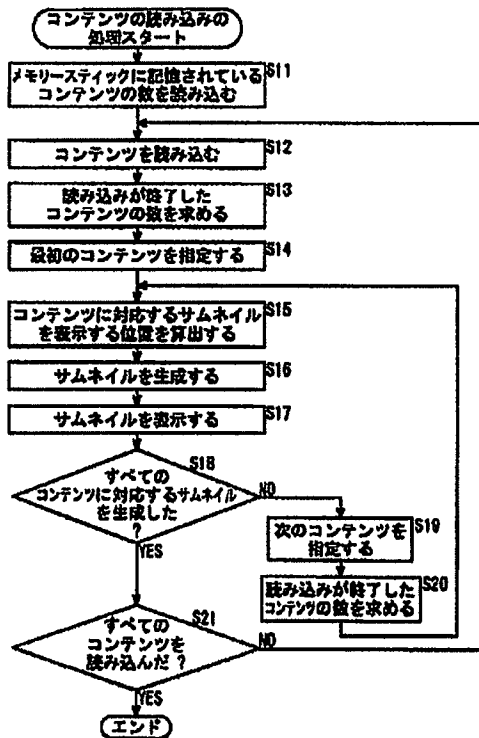 コンテンツの読み込みの
処理スタート
S11
メモリースティックに記憶されている
コンテンツの数を読み込む
S12
コンテンツを読み込む
S13
読み込みが終了した
コンテンツの数を求める
S14
最初のコンテンツを指定する
S15
コンテンツに対応するサムネイル
を表示する位置を算出する
S16
サムネイルを生成する
S17
サムネイルを表示する
S18
すべての
コンテンツに対応するサムネイル
を生成した
?
NO
YES
S19
次のコンテンツを
指定する
S20
読み込みが終了した
コンテンツの数を求める
S21
すべての
コンテンツを
読み込んだ ?
NO
YES
エンド